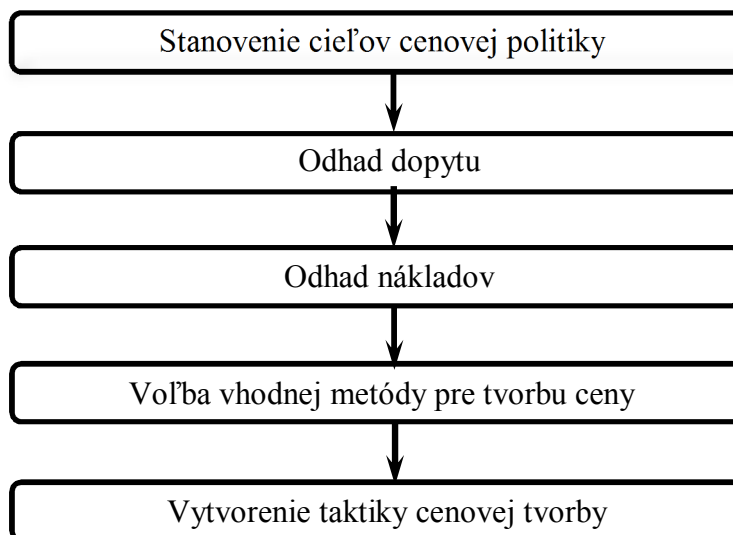 Stanovenie cieľov cenovej politiky
Odhad dopytu
Odhad nákladov
Voľba vhodnej metódy pre tvorbu ceny
Vytvorenie taktiky cenovej tvorby